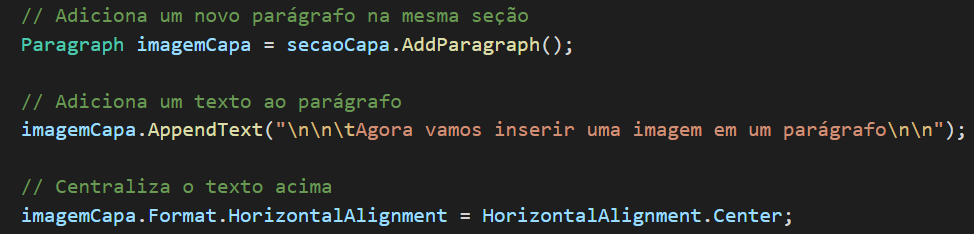 // Adiciona um novo parágrafo na mesma seção
Paragraph imagemCapa = secaoCapa.AddParagraph();
// Adiciona um texto ao parágrafo
imagemCapa.AppendText("\n\n\tAgora vamos inserir uma imagem em um parágrafo\n\n");
// Centraliza o texto acima
imagemCapa.Format.HorizontalAlignment = HorizontalAlignment.Center;